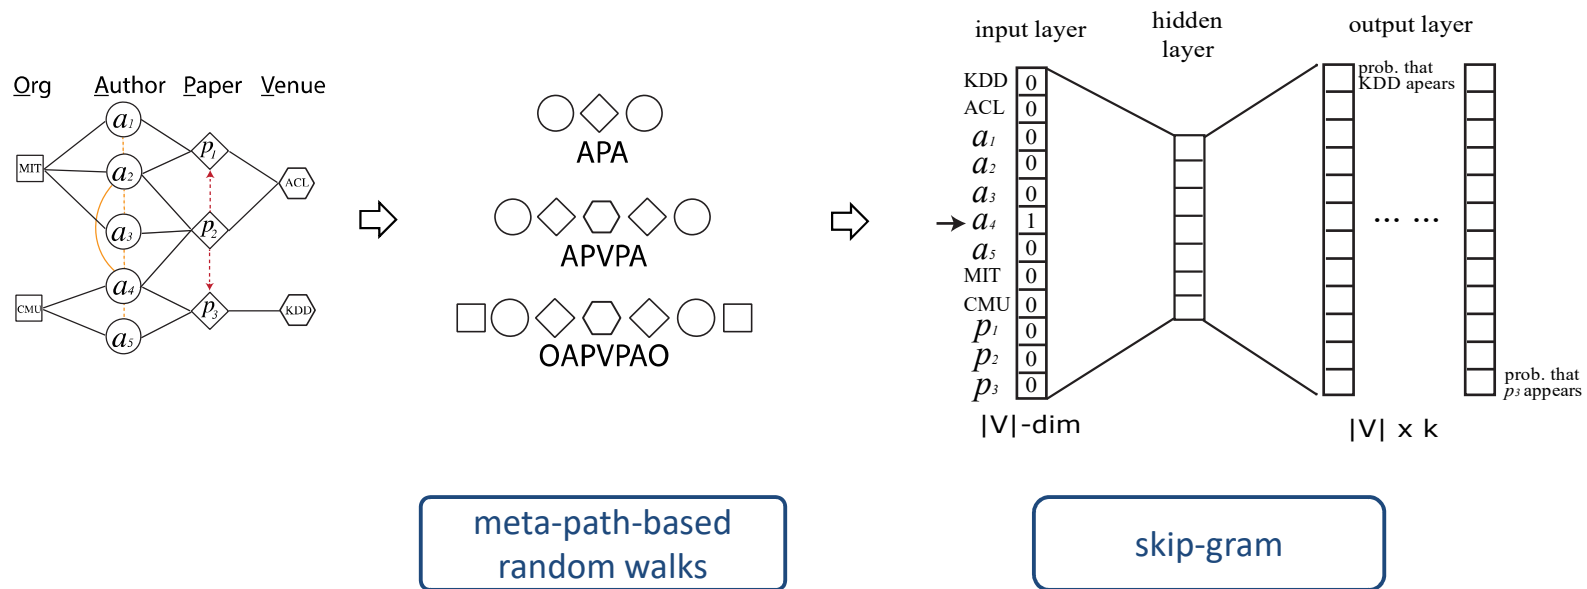 Org Author Paper Venue
a1
a2
a3
a4
a5
MIT
CMU
p1
p2
p3
ACL
KDD
APA
APVPA
OAPVPAO
meta-path-based
random walks
input layer
hidden
layer
output layer
KDD 0
ACL 0
a1 0
a2 0
a3 0
a4 1
a5 0
MIT 0
CMU 0
p1 0
p2 0
p3 0
|V|-dim
prob. that
KDD apears
... ...
prob. that
p3 appears
|V| x k
skip-gram